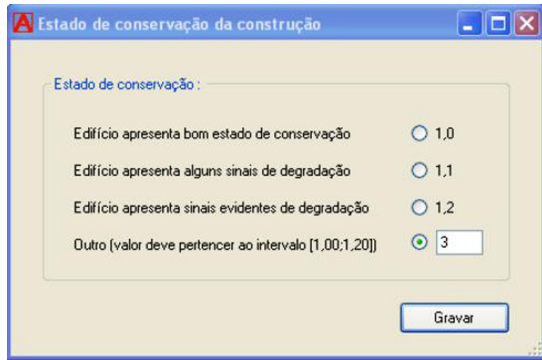 Estado de conservação da construção
Estado de conservação :
Edifício apresenta bom estado de conservação 1,0
Edifício apresenta alguns sinais de degradação 1,1
Edifício apresenta sinais evidentes de degradação 1,2
Outro (valor deve pertencer ao intervalo [1,00;1,20]) 3
Gravar